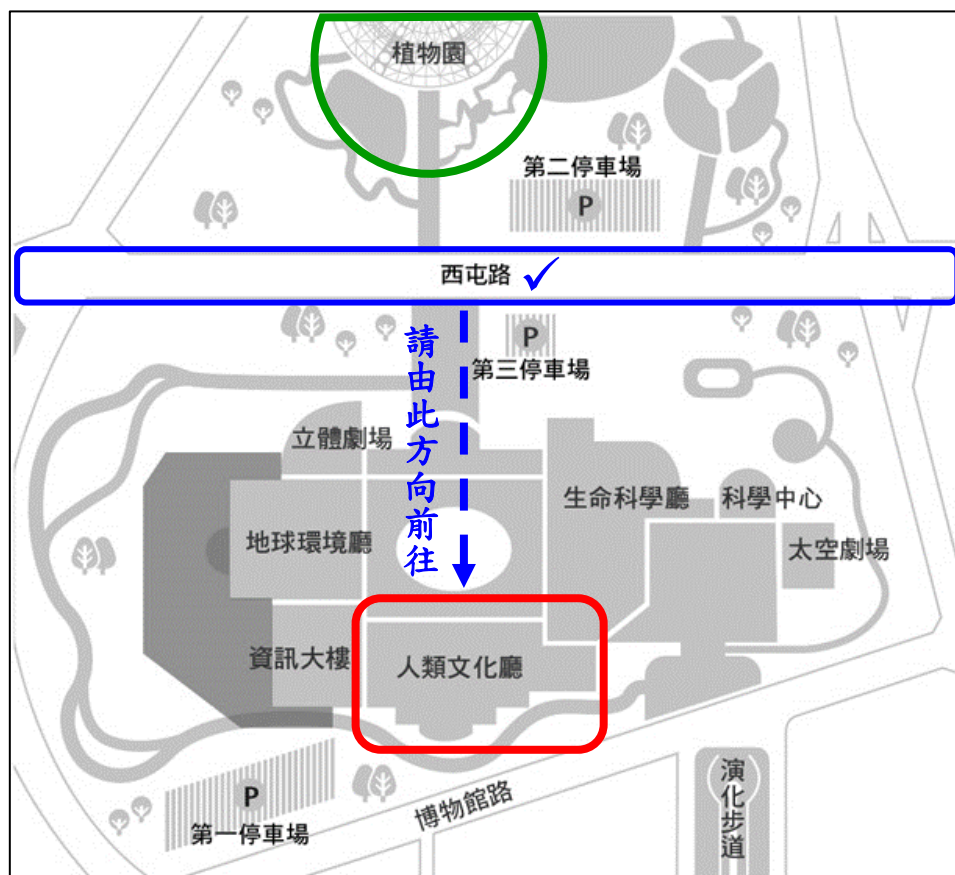 植物園
第二停車場
P
西屯路 ✓
請由此方向前往
P
第三停車場
立體劇場
生命科學廳
科學中心
地球環境廳
太空劇場
資訊大樓
人類文化廳
P
第一停車場
博物館路
演化步道